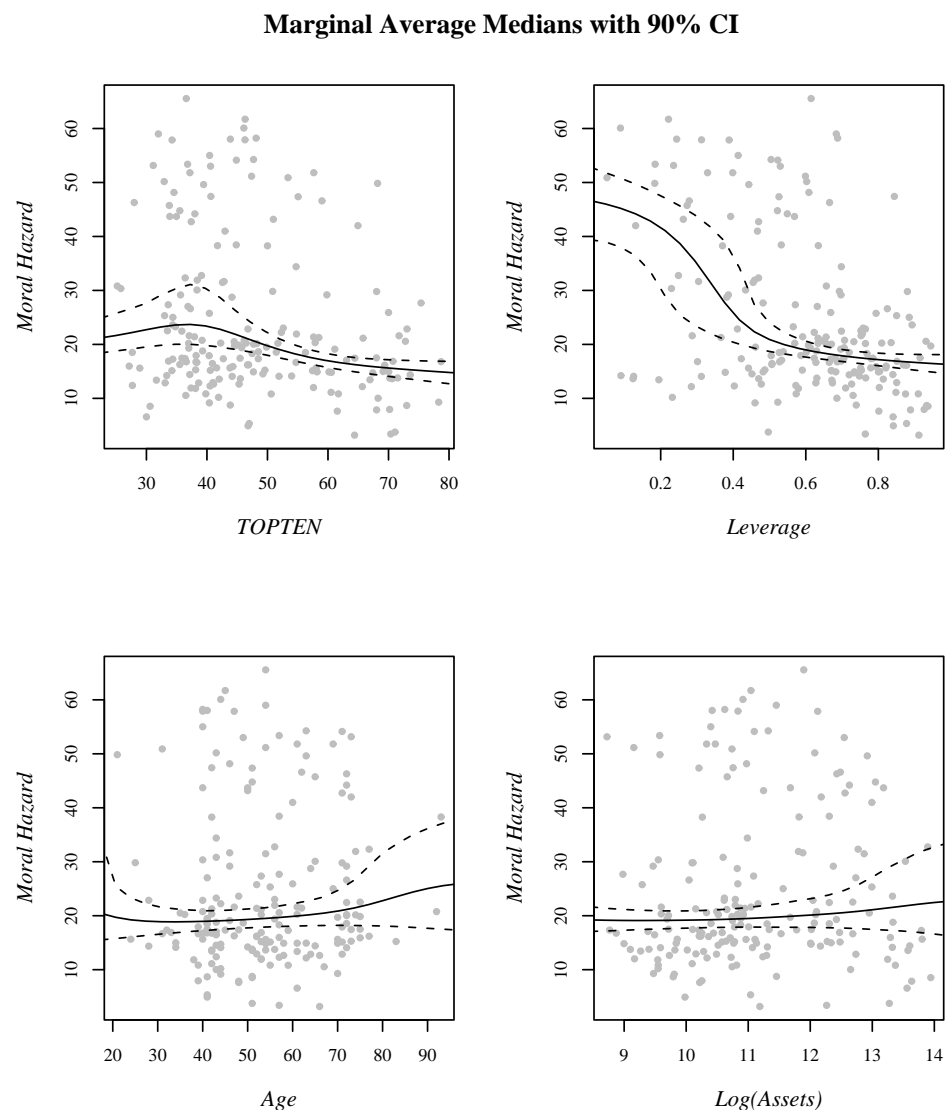 Marginal Average Medians with 90% CI
Moral Hazard
60
50
40
30
20
10
30 40 50 60 70 80
TOPTEN
Moral Hazard
60
50
40
30
20
10
0.2 0.4 0.6 0.8
Leverage
Moral Hazard
60
50
40
30
20
10
20 30 40 50 60 70 80 90
Age
Moral Hazard
60
50
40
30
20
10
9 10 11 12 13 14
Log(Assets)